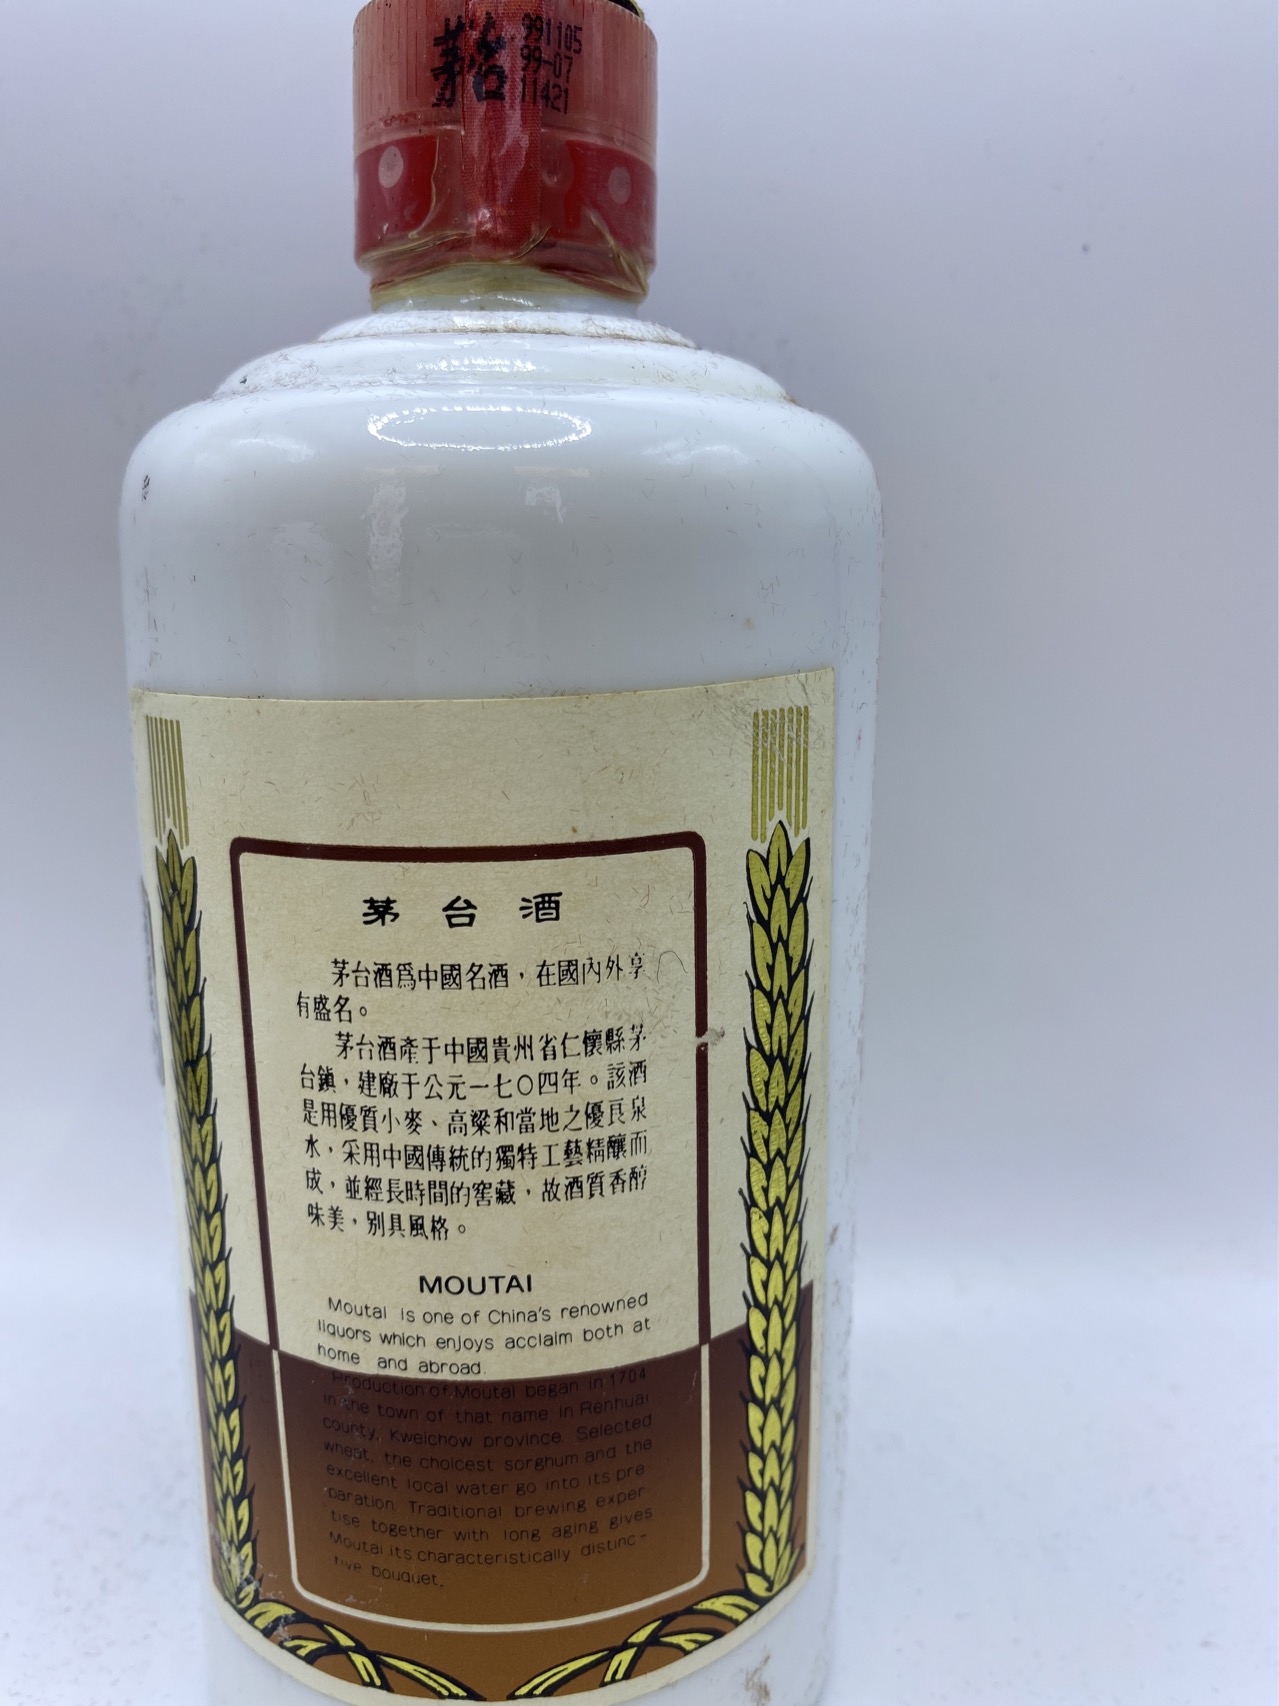 茅台
991105
99-07
11421
茅台酒
茅台酒爲中國名酒，在國內外享
有盛名。
茅台酒產于中國貴州省仁懷縣茅
台鎮，建廠于公元一七〇四年。該酒
是用優質小麥、高粱和當地之優良泉
水，采用中國傳統的獨特工藝精釀而
成，並經長時間的窖藏，故酒質香醇
味美，別具風格。
MOUTAI
Moutai is one of China's renowned
liquors which enjoys acclaim both at
home and abroad.
Production of Moutai began in 1704
in the town of that name in Renhuai
county, Kweichow province. Selected
wheat, the choicest sorghum and the
excellent local water go into its pre-
paration. Traditional brewing exper-
tise together with long aging gives
Moutai its characteristically distinc-
tive bouquet.